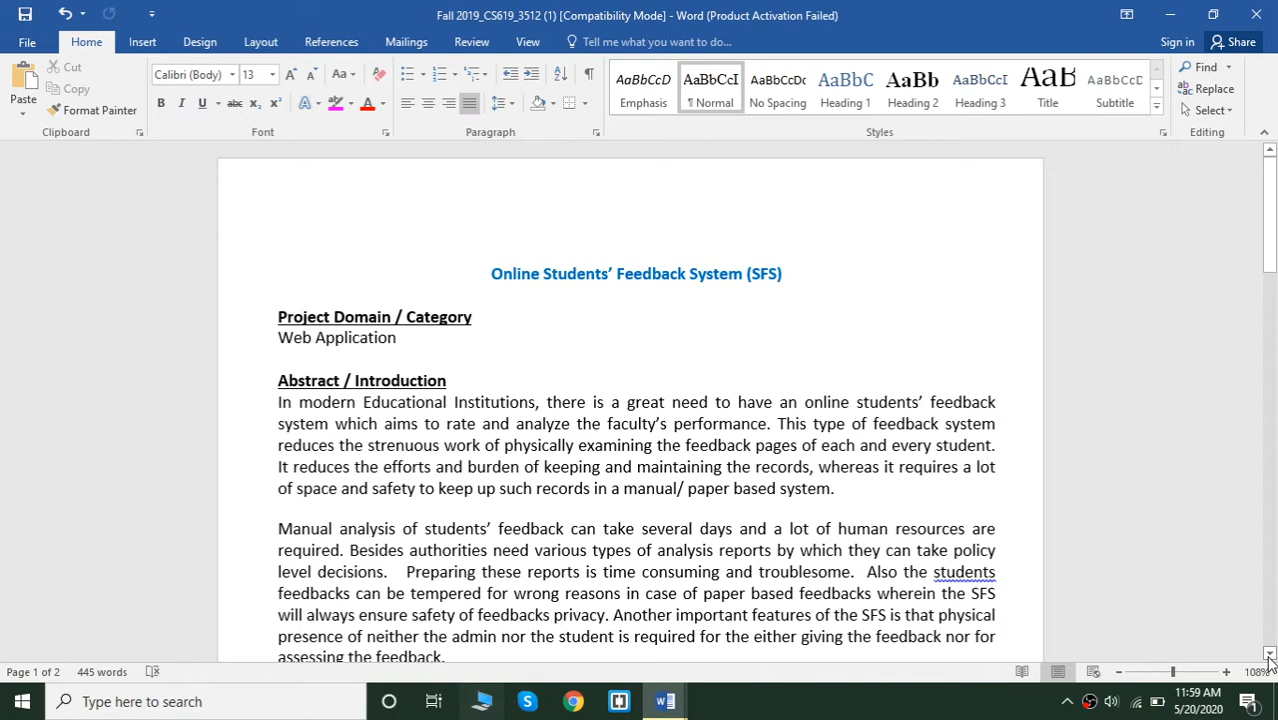 Fall 2019_CS619_3512 (1) [Compatibility Mode] - Word (Product Activation Failed)
File Home Insert Design Layout References Mailings Review View Tell me what you want to do... Sign in Share
Paste
Cut
Copy
Format Painter
Clipboard
Calibri (Body) 13 Aa
B I U abc x₂ x² A A
Font
Paragraph
AaBbCcD AaBbCcI AaBbCcDc AaBbC AaBb AaBbCcI AaB AaBbCcD
Emphasis ¶ Normal No Spacing Heading 1 Heading 2 Heading 3 Title Subtitle
Styles
Find
Replace
Select
Editing
Online Students’ Feedback System (SFS)
Project Domain / Category
Web Application
Abstract / Introduction
In modern Educational Institutions, there is a great need to have an online students’ feedback
system which aims to rate and analyze the faculty’s performance. This type of feedback system
reduces the strenuous work of physically examining the feedback pages of each and every student.
It reduces the efforts and burden of keeping and maintaining the records, whereas it requires a lot
of space and safety to keep up such records in a manual/ paper based system.
Manual analysis of students’ feedback can take several days and a lot of human resources are
required. Besides authorities need various types of analysis reports by which they can take policy
level decisions. Preparing these reports is time consuming and troublesome. Also the students
feedbacks can be tempered for wrong reasons in case of paper based feedbacks wherein the SFS
will always ensure safety of feedbacks privacy. Another important features of the SFS is that physical
presence of neither the admin nor the student is required for the either giving the feedback nor for
assessing the feedback.
Page 1 of 2 445 words 108%
Type here to search
11:59 AM
5/20/2020